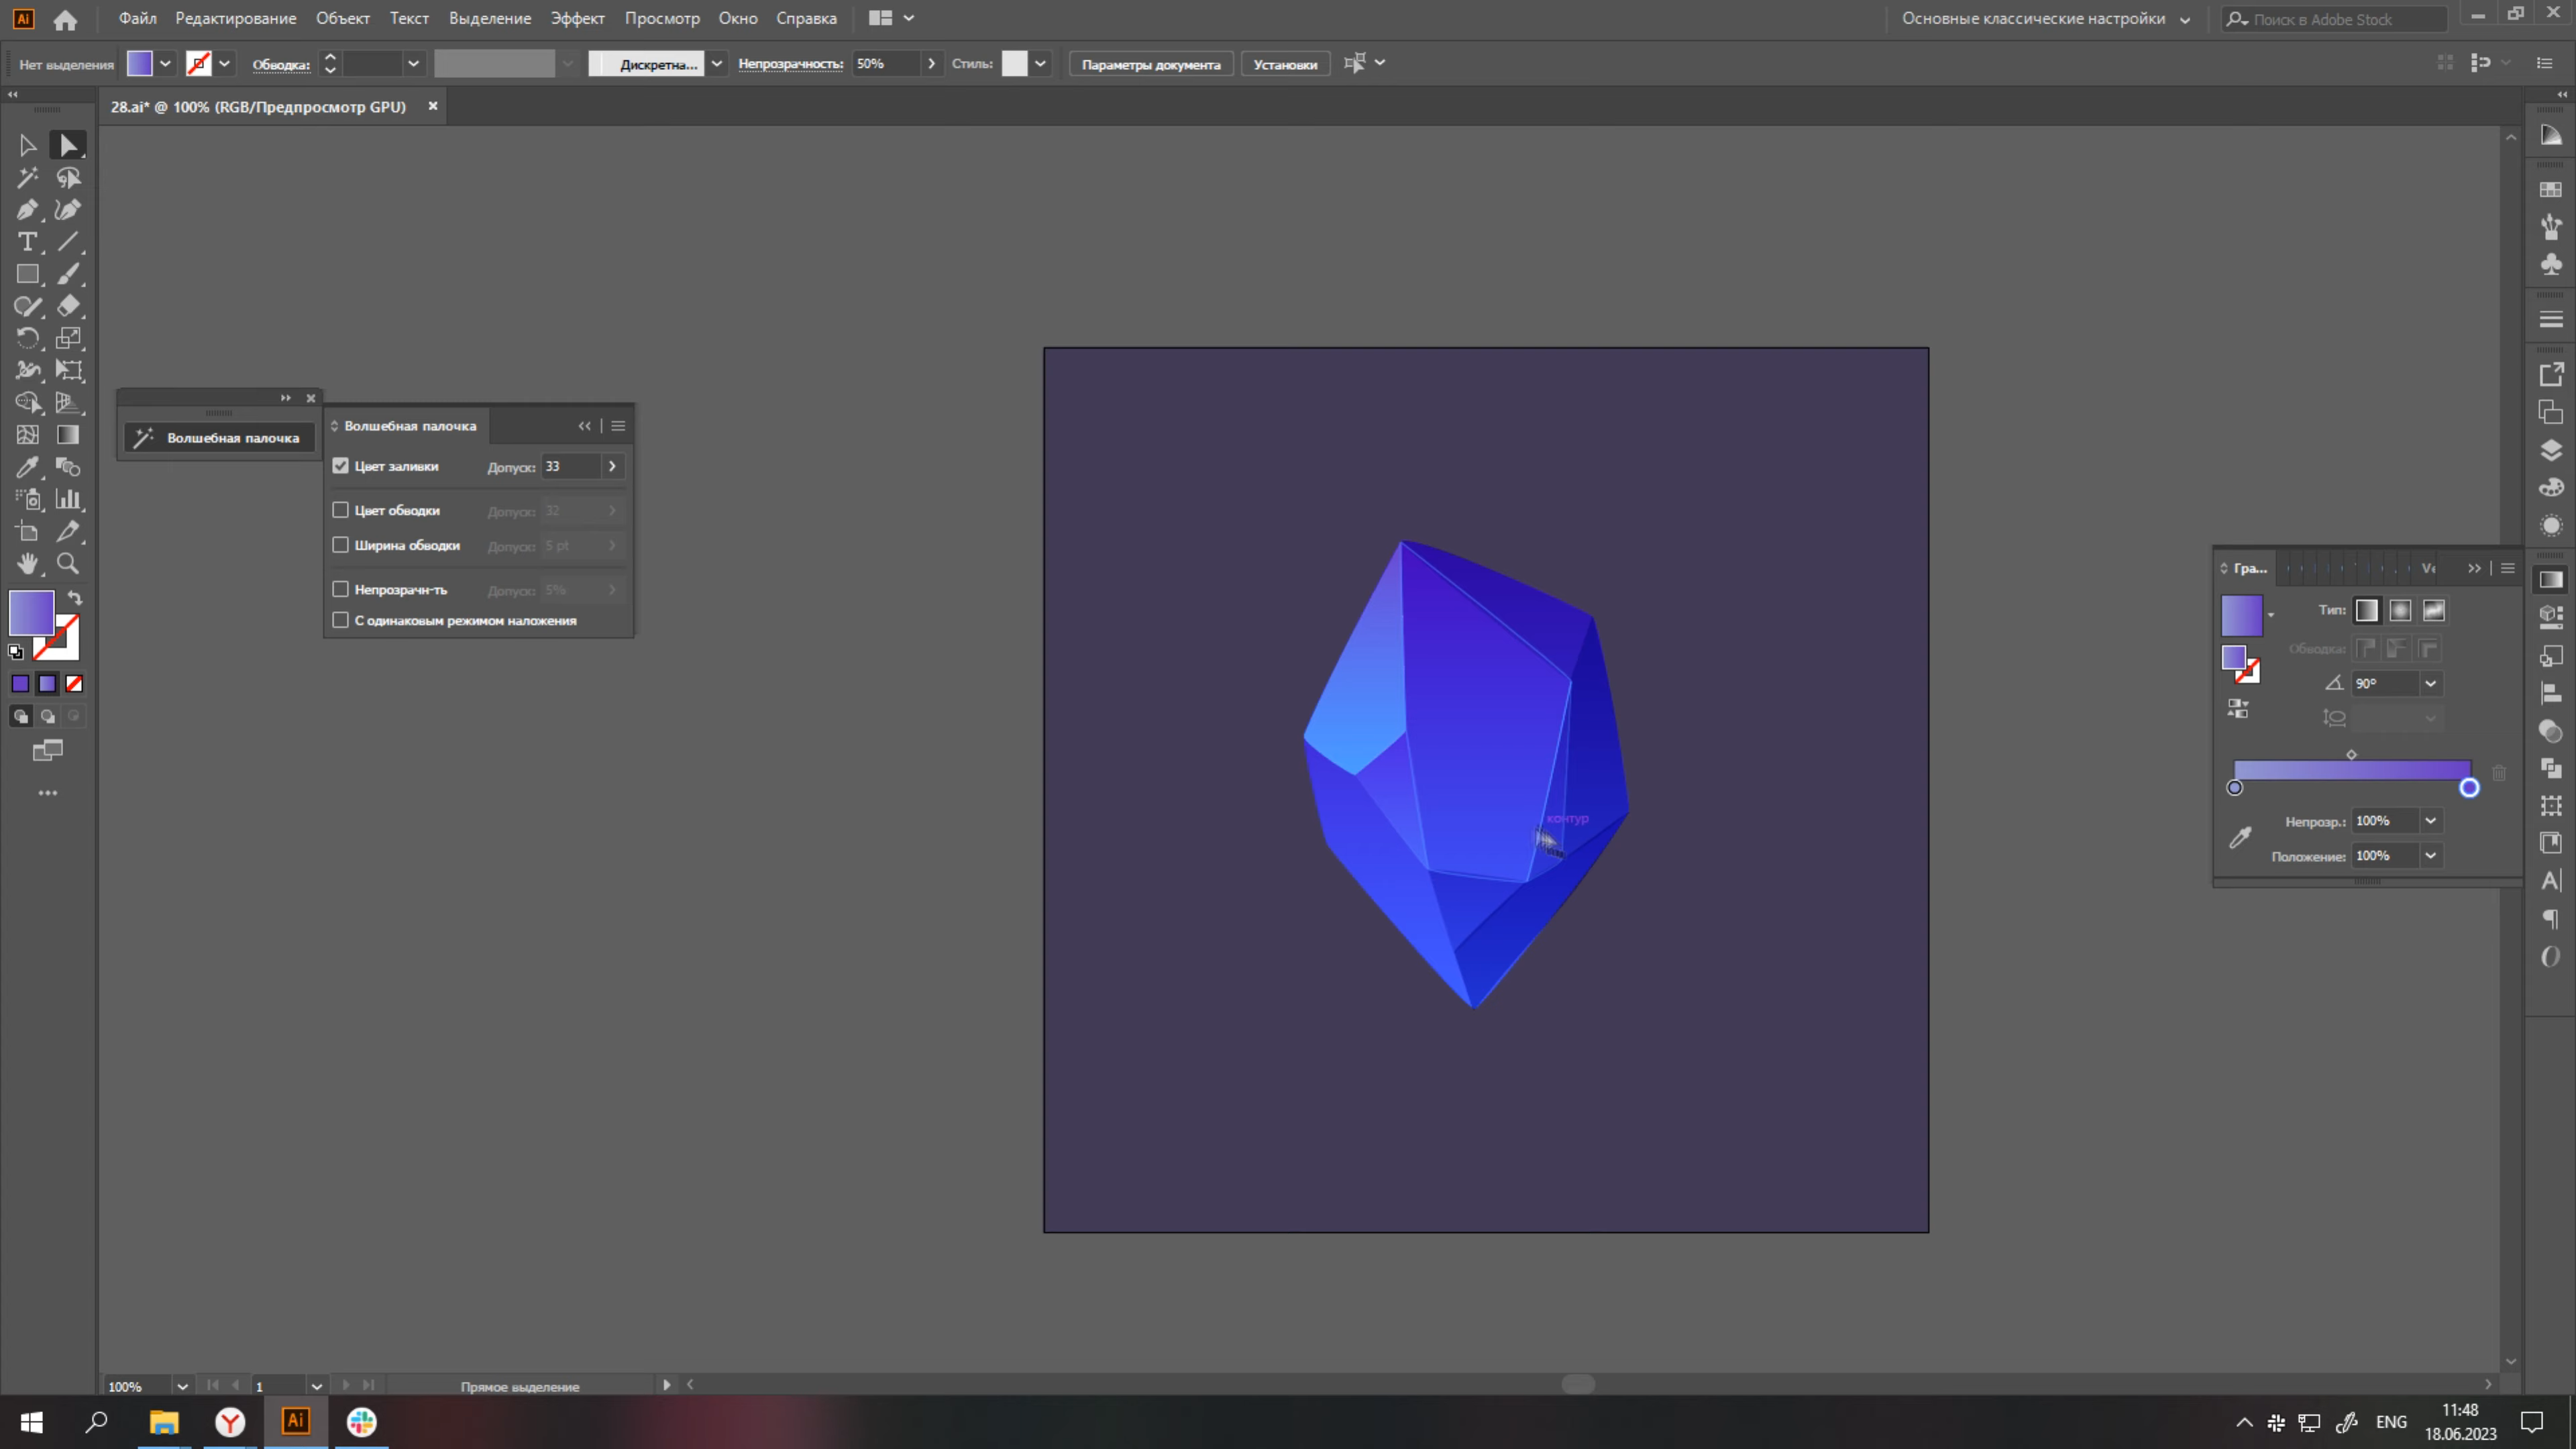 Ai Файл Редактирование Объект Текст Выделение Эффект Просмотр Окно Справка Основные классические настройки Поиск в Adobe Stock
Нет выделения Обводка: Дискретна... Непрозрачность: 50% Стиль: Параметры документа Установки
28.ai* @ 100% (RGB/Предпросмотр GPU)
Волшебная палочка
Волшебная палочка
Цвет заливки Допуск: 33
Цвет обводки Допуск: 32
Ширина обводки Допуск: 5 pt
Непрозрачн-ть Допуск: 5%
С одинаковым режимом наложения
контур
Гра...
Тип:
Обводка:
90°
Непрозр.: 100%
Положение: 100%
100% 1 Прямое выделение
Ai ENG 11:48
18.06.2023